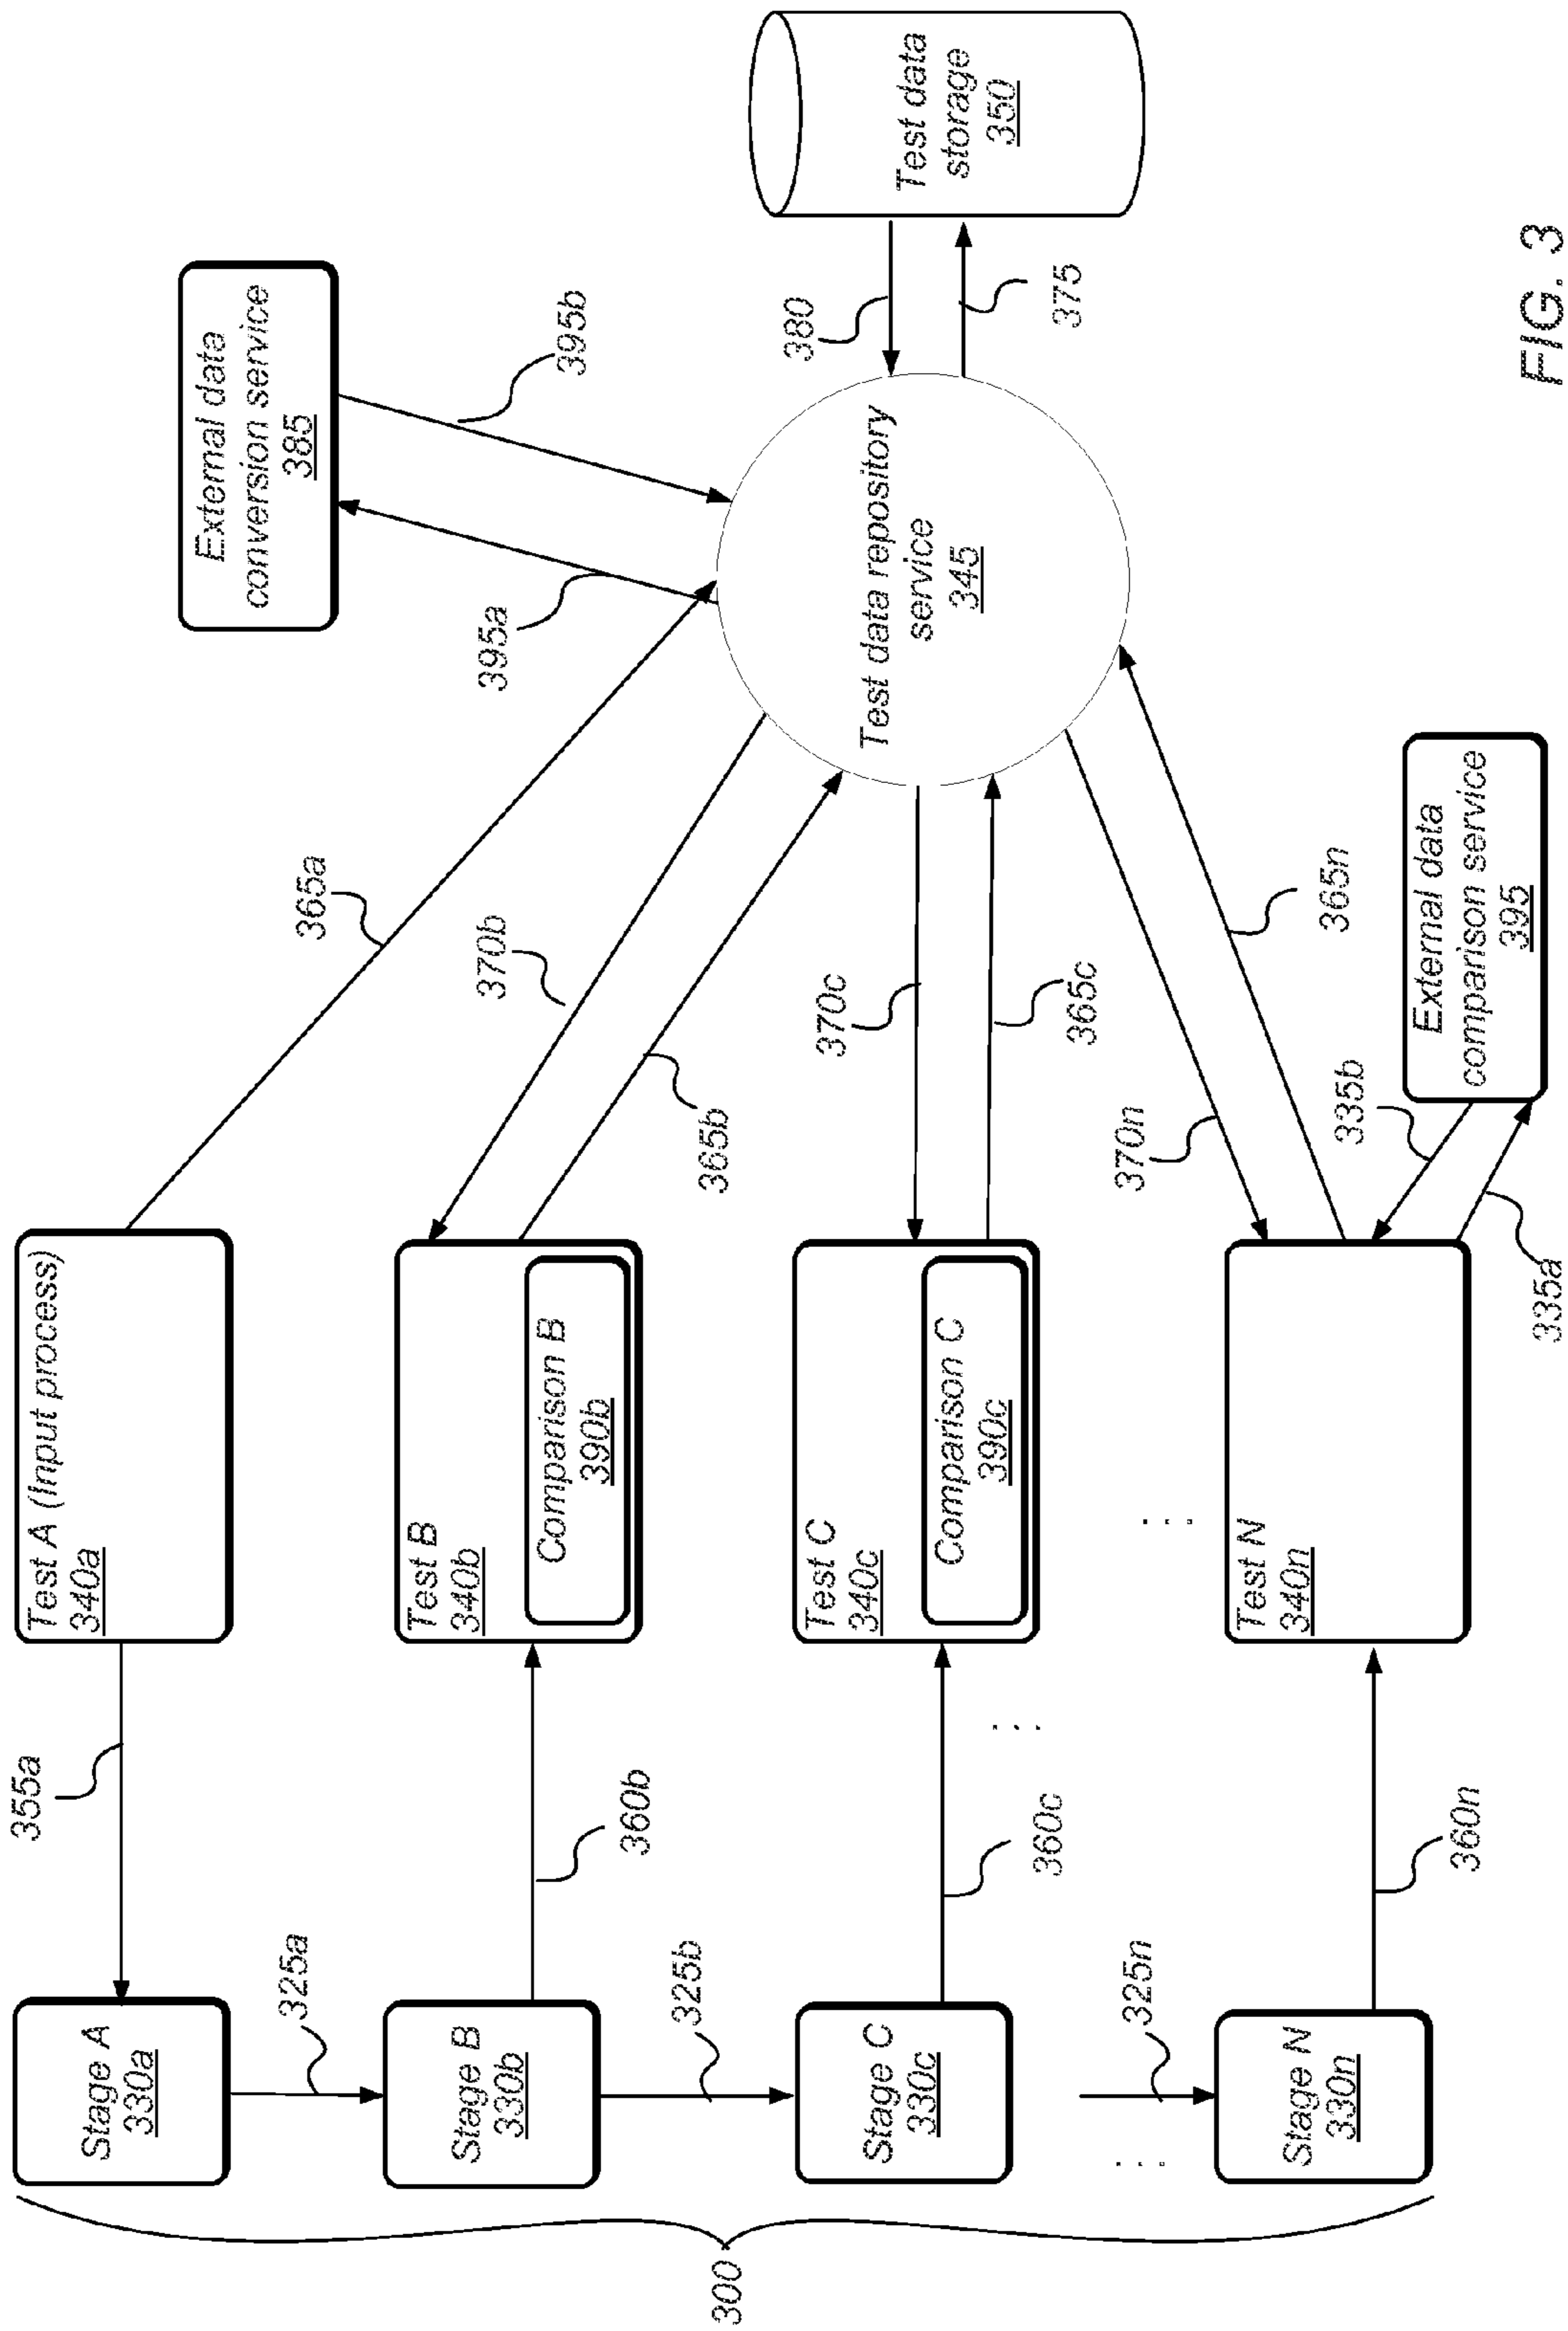 300
Stage A
330a
325a
Stage B
330b
325b
Stage C
330c
. . .
325n
Stage N
330n
355a
360b
360c
. . .
360n
Test A (Input process)
340a
Test B
340b
Comparison B
390b
Test C
340c
Comparison C
390c
. . .
Test N
340n
365a
370b
365b
370c
365c
370n
365n
335b
335a
External data
comparison service
395
External data
conversion service
385
395a
395b
Test data repository
service
345
380
375
Test data
storage
350
FIG. 3